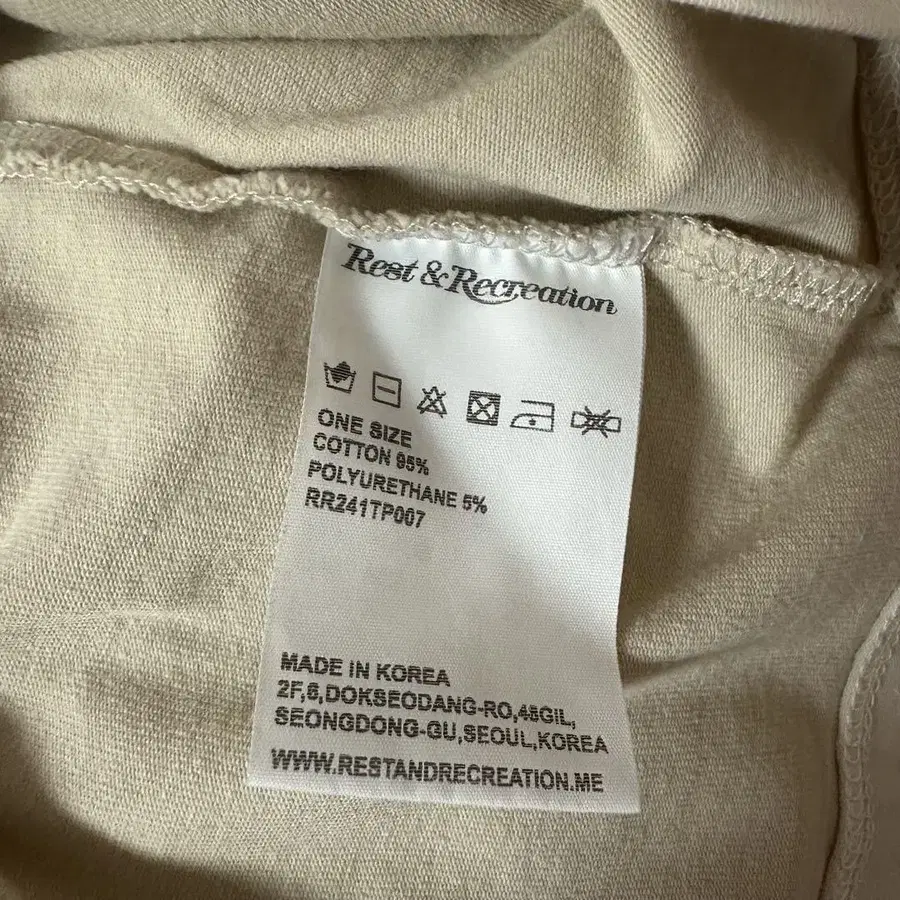 Rest & Recreation
ONE SIZE
COTTON 95%
POLYURETHANE 5%
RR241TP007
MADE IN KOREA
2F,6,DOKSEODANG-RO,46GIL,
SEONGDONG-GU,SEOUL,KOREA
WWW.RESTANDRECREATION.ME